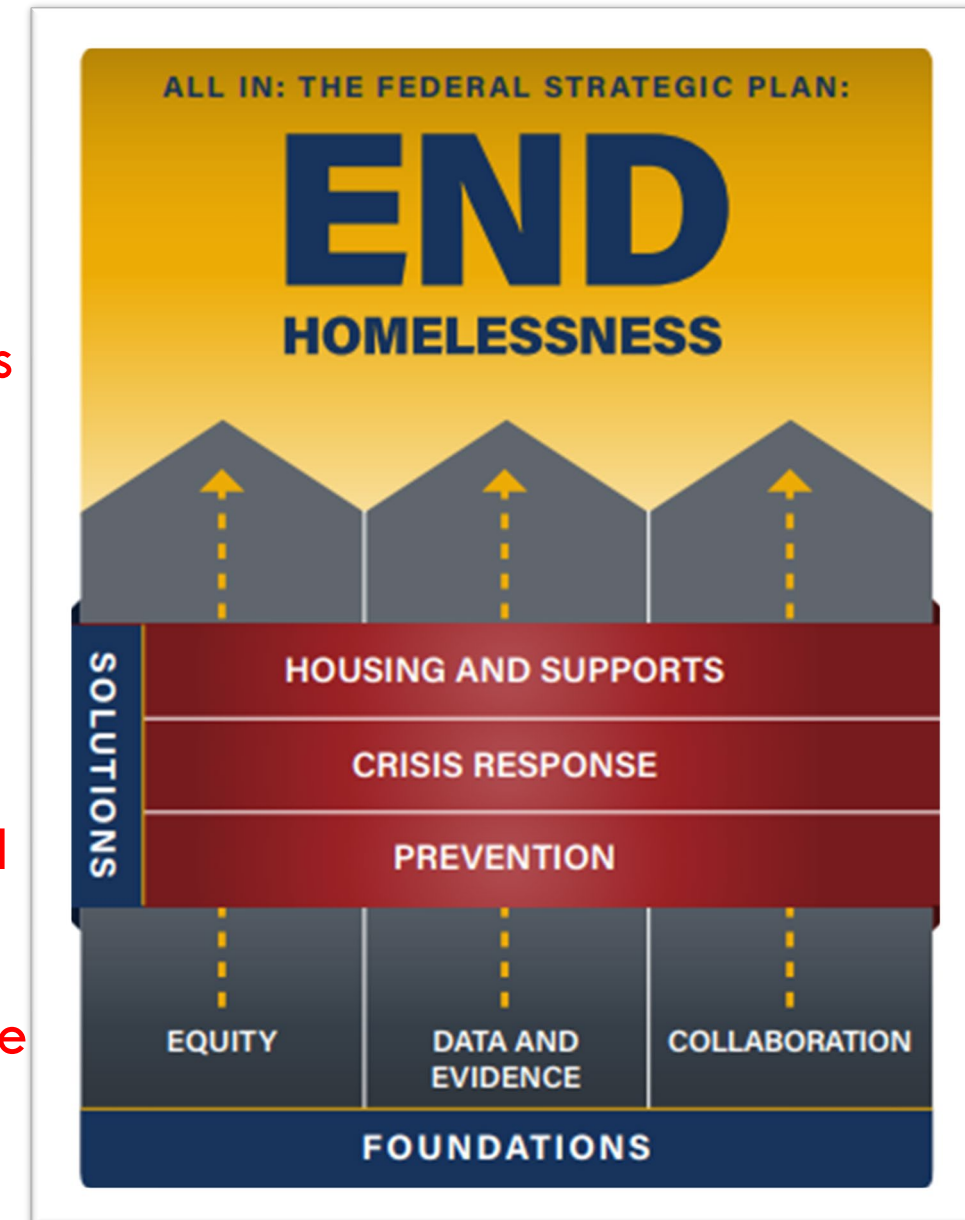 ALL IN: THE FEDERAL STRATEGIC PLAN:
END
HOMELESSNESS
SOLUTIONS
HOUSING AND SUPPORTS
CRISIS RESPONSE
PREVENTION
EQUITY
DATA AND
EVIDENCE
COLLABORATION
FOUNDATIONS